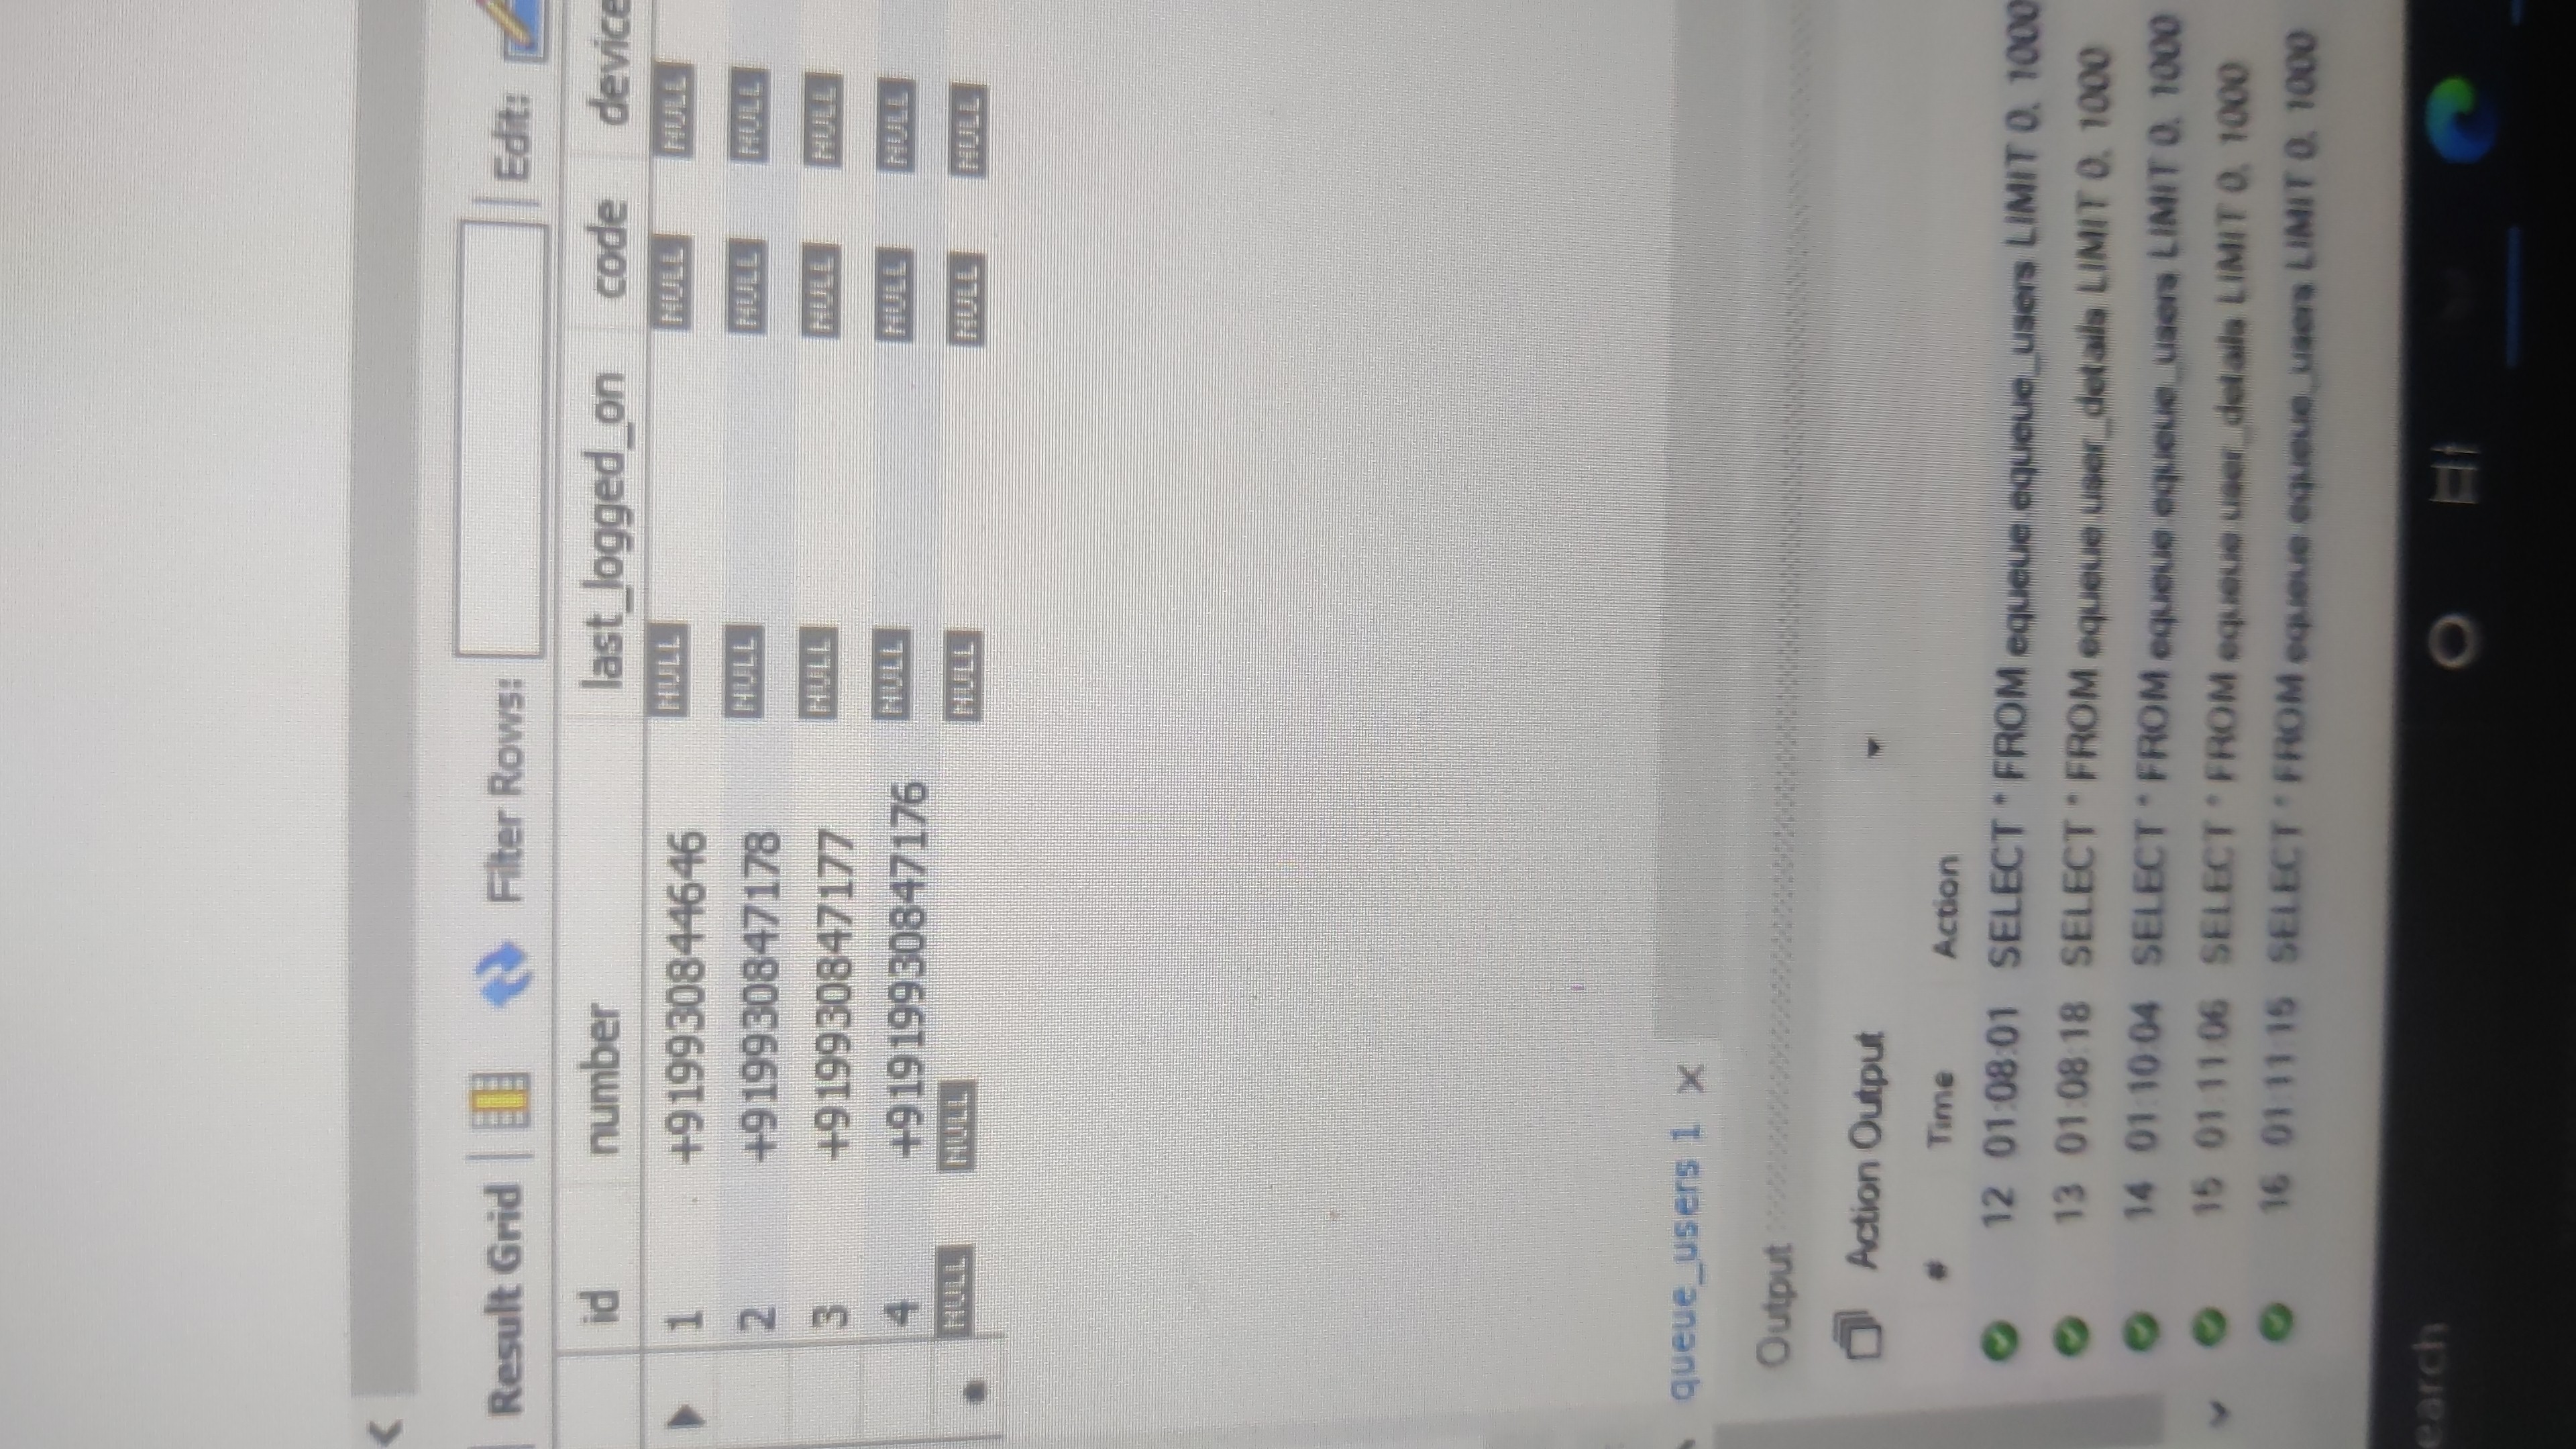 Result Grid Filter Rows: Edit:
id number last_logged_on code device
1 +919930844646 NULL NULL NULL
2 +919930847178 NULL NULL NULL
3 +919930847177 NULL NULL NULL
4 +91919930847176 NULL NULL NULL
NULL NULL NULL NULL NULL
queue_users 1
Output
Action Output
# Time Action
12 01:08:01 SELECT * FROM equeue.equeue_users LIMIT 0, 1000
13 01:08:18 SELECT * FROM equeue.user_details LIMIT 0, 1000
14 01:10:04 SELECT * FROM equeue.equeue_users LIMIT 0, 1000
15 01:11:06 SELECT * FROM equeue.user_details LIMIT 0, 1000
16 01:11:15 SELECT * FROM equeue.equeue_users LIMIT 0, 1000
earch